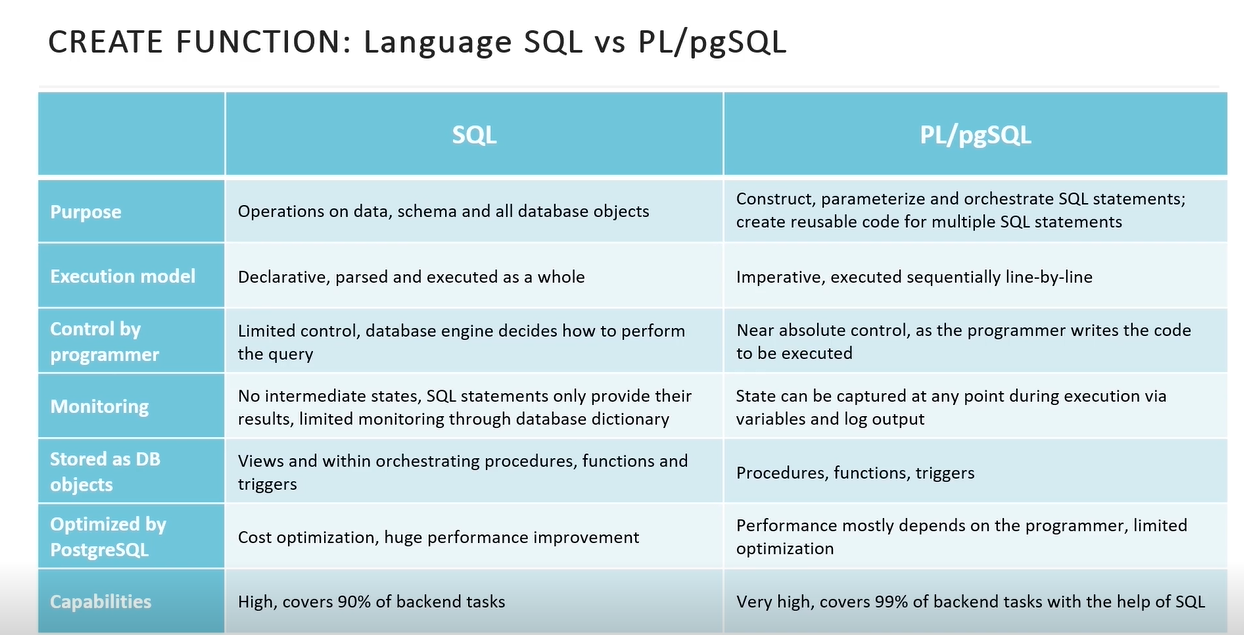 CREATE FUNCTION: Language SQL vs PL/pgSQL
SQL
PL/pgSQL
Purpose
Operations on data, schema and all database objects
Construct, parameterize and orchestrate SQL statements;
create reusable code for multiple SQL statements
Execution model
Declarative, parsed and executed as a whole
Imperative, executed sequentially line-by-line
Control by
programmer
Limited control, database engine decides how to perform
the query
Near absolute control, as the programmer writes the code
to be executed
Monitoring
No intermediate states, SQL statements only provide their
results, limited monitoring through database dictionary
State can be captured at any point during execution via
variables and log output
Stored as DB
objects
Views and within orchestrating procedures, functions and
triggers
Procedures, functions, triggers
Optimized by
PostgreSQL
Cost optimization, huge performance improvement
Performance mostly depends on the programmer, limited
optimization
Capabilities
High, covers 90% of backend tasks
Very high, covers 99% of backend tasks with the help of SQL